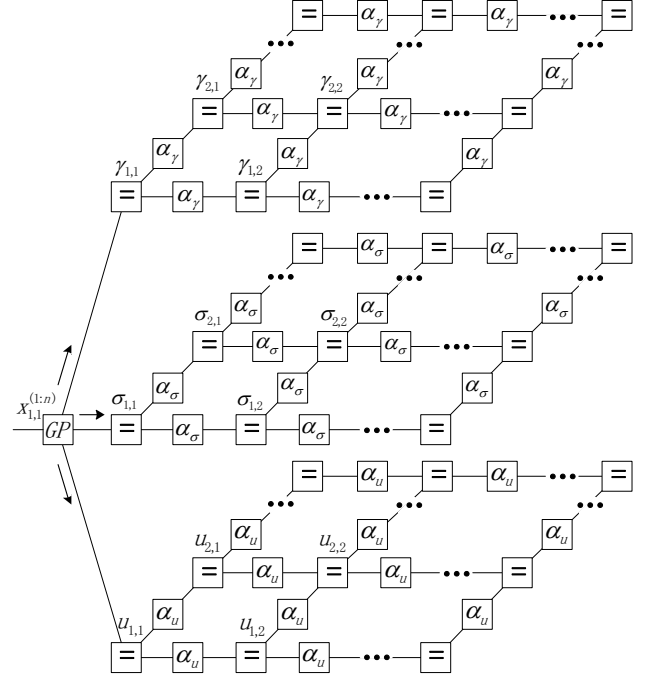 = α_γ = α_γ ••• =
••• ••• •••
α_γ α_γ α_γ
γ_{2,1} γ_{2,2}
= α_γ = α_γ ••• =
α_γ α_γ α_γ
γ_{1,1} γ_{1,2}
= α_γ = α_γ ••• =
= α_σ = α_σ ••• =
••• ••• •••
α_σ α_σ α_σ
σ_{2,1} σ_{2,2}
= α_σ = α_σ ••• =
α_σ α_σ α_σ
x_{1,1}^{(1:n)} σ_{1,1} σ_{1,2}
GP = α_σ = α_σ ••• =
= α_u = α_u ••• =
••• ••• •••
α_u α_u α_u
u_{2,1} u_{2,2}
= α_u = α_u ••• =
α_u α_u α_u
u_{1,1} u_{1,2}
= α_u = α_u ••• =